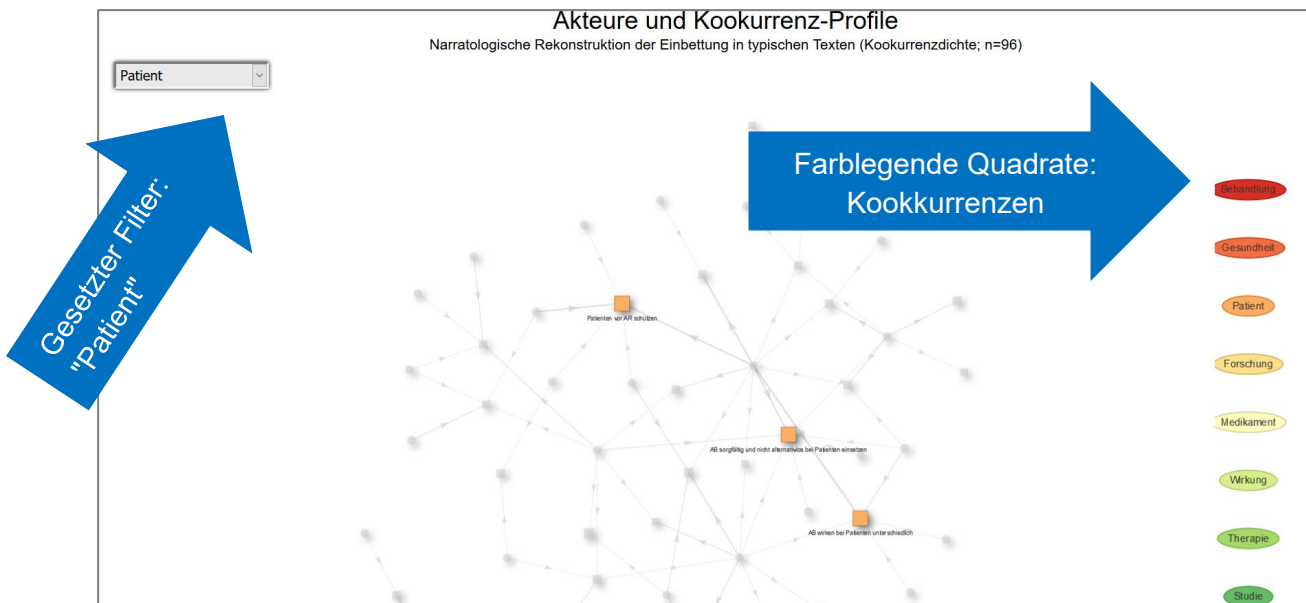 Akteure und Kookurrenz-Profile
Narratologische Rekonstruktion der Einbettung in typischen Texten (Kookurrenzdichte; n=96)
Patient
Gesetzter Filter:
"Patient"
Farblegende Quadrate:
Kookkurrenzen
Behandlung
Gesundheit
Patient
Forschung
Medikament
Wirkung
Therapie
Studie
Patienten vor AR schützen
AB sorgfältig und nicht alternativlos bei Patienten einsetzen
AB wirken bei Patienten unterschiedlich